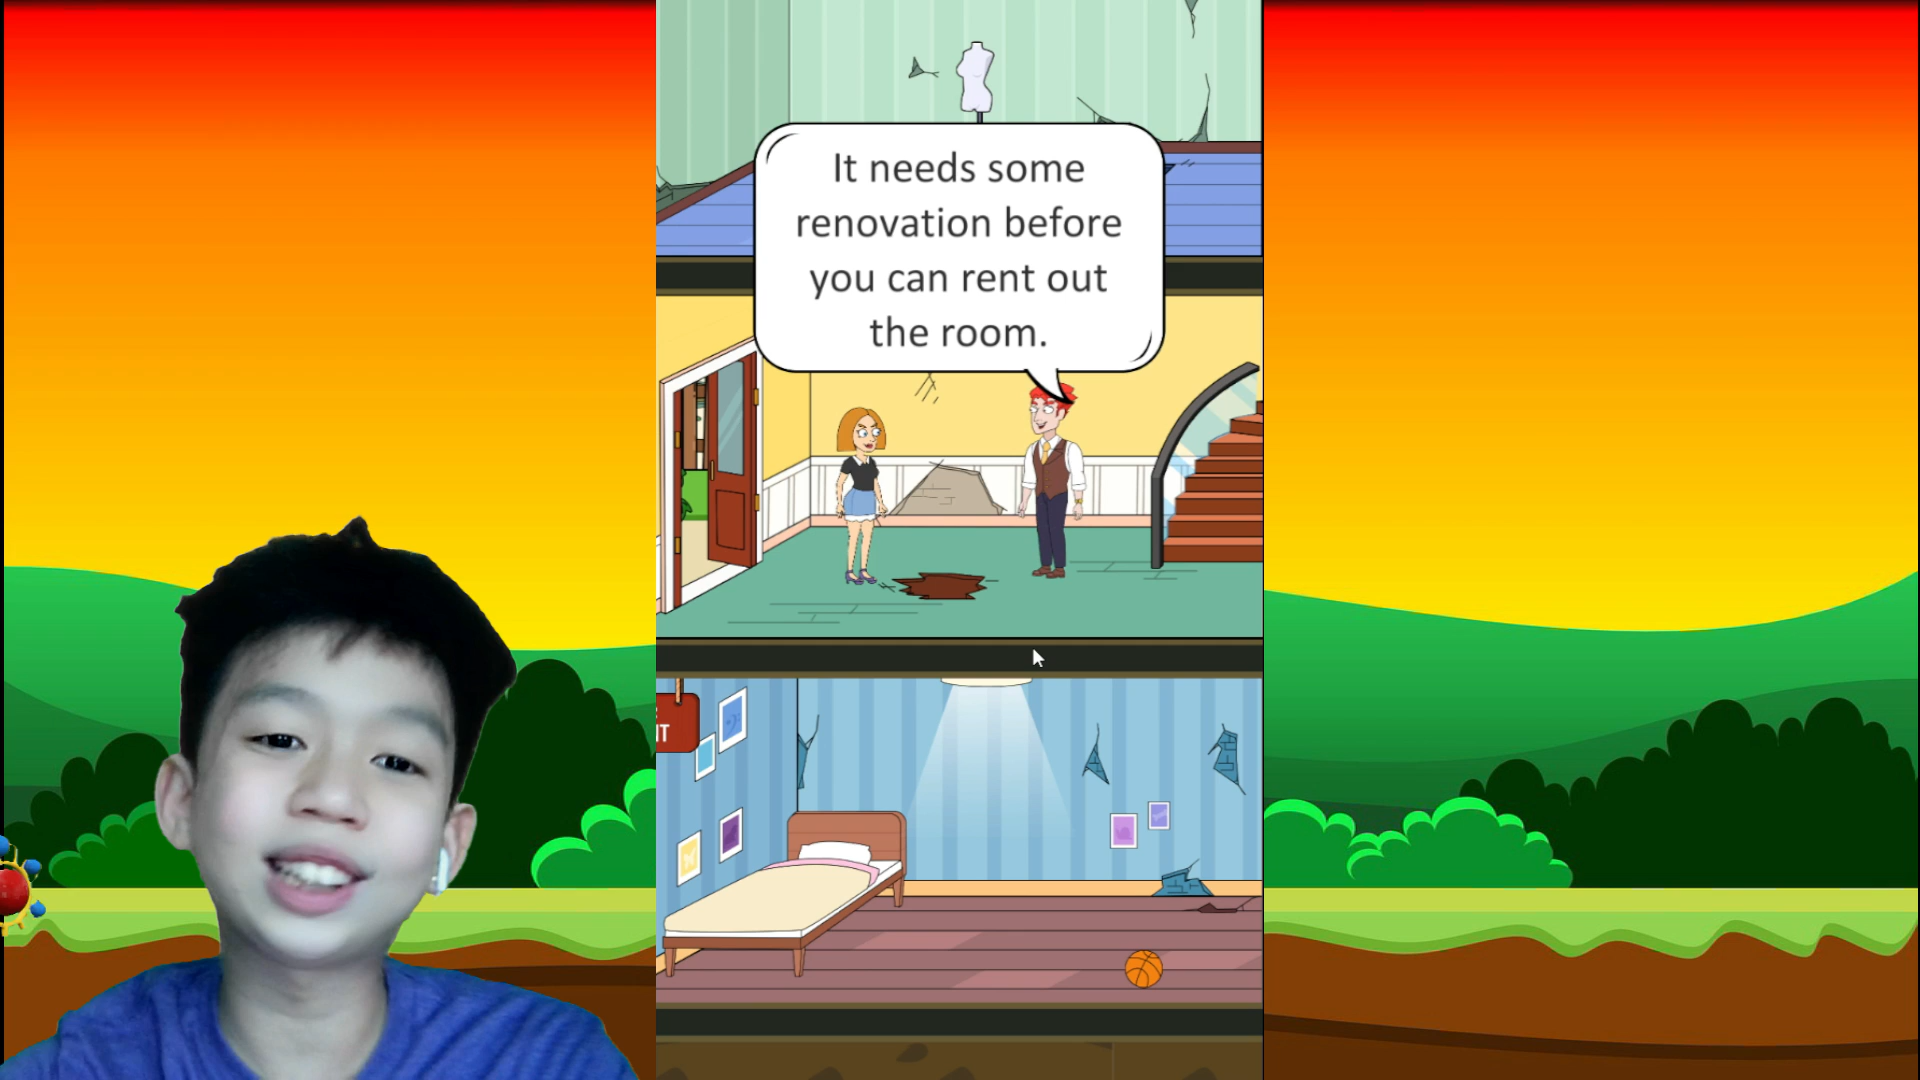 It needs some
renovation before
you can rent out
the room.